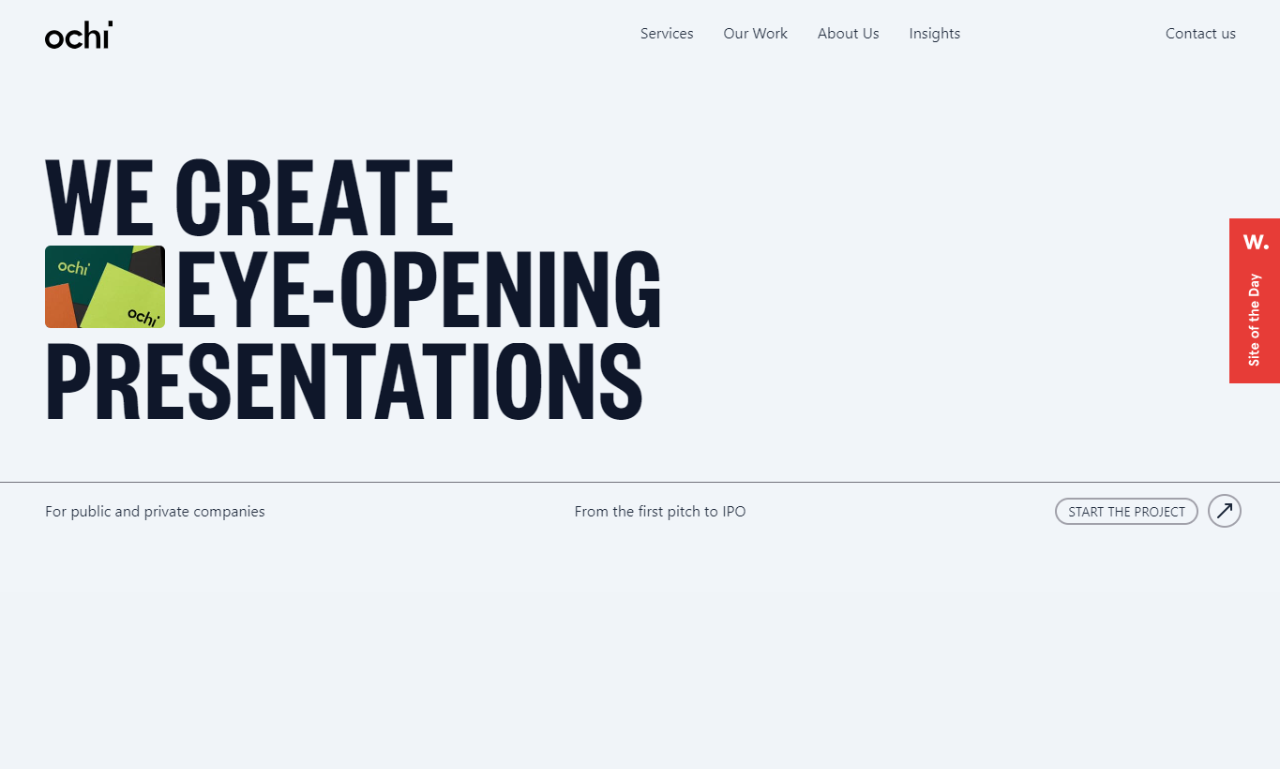 ochi
Services
Our Work
About Us
Insights
Contact us
WE CREATE
ochi
ochi
EYE-OPENING
PRESENTATIONS
W.
Site of the Day
For public and private companies
From the first pitch to IPO
START THE PROJECT